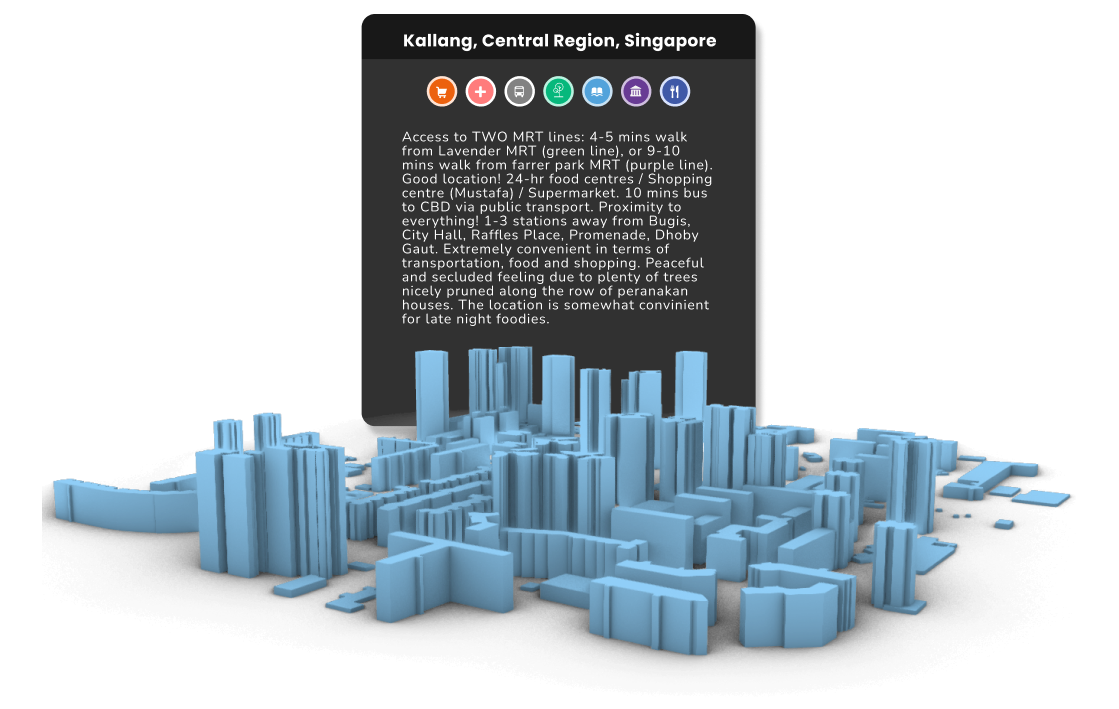 Kallang, Central Region, Singapore
Access to TWO MRT lines: 4-5 mins walk
from Lavender MRT (green line), or 9-10
mins walk from farrer park MRT (purple line).
Good location! 24-hr food centres / Shopping
centre (Mustafa) / Supermarket. 10 mins bus
to CBD via public transport. Proximity to
everything! 1-3 stations away from Bugis,
City Hall, Raffles Place, Promenade, Dhoby
Gaut. Extremely convenient in terms of
transportation, food and shopping. Peaceful
and secluded feeling due to plenty of trees
nicely pruned along the row of peranakan
houses. The location is somewhat convinient
for late night foodies.